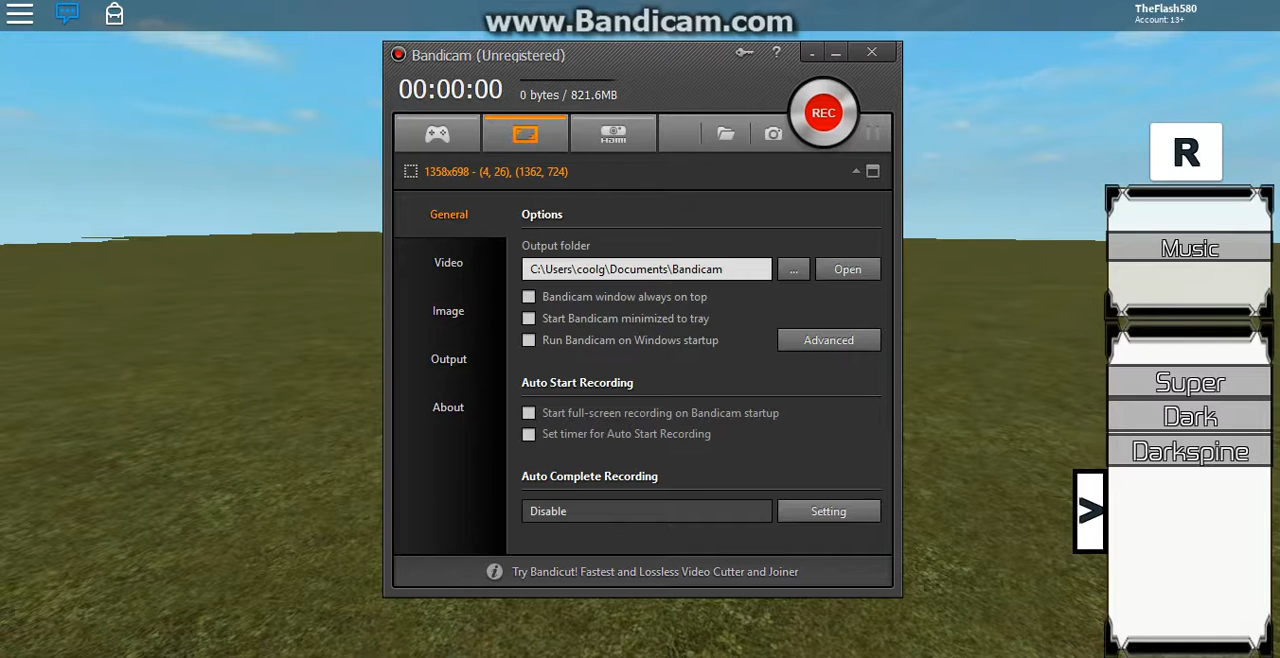 www.Bandicam.com
TheFlash580
Account: 13+
Bandicam (Unregistered)
?
00:00:00
0 bytes / 821.6MB
REC
HDMI
1358x698 - (4, 26), (1362, 724)
General
Video
Image
Output
About
Options
Output folder
C:\Users\coolg\Documents\Bandicam
...
Open
Bandicam window always on top
Start Bandicam minimized to tray
Run Bandicam on Windows startup
Advanced
Auto Start Recording
Start full-screen recording on Bandicam startup
Set timer for Auto Start Recording
Auto Complete Recording
Disable
Setting
Try Bandicut! Fastest and Lossless Video Cutter and Joiner
R
Music
Super
Dark
Darkspine
>